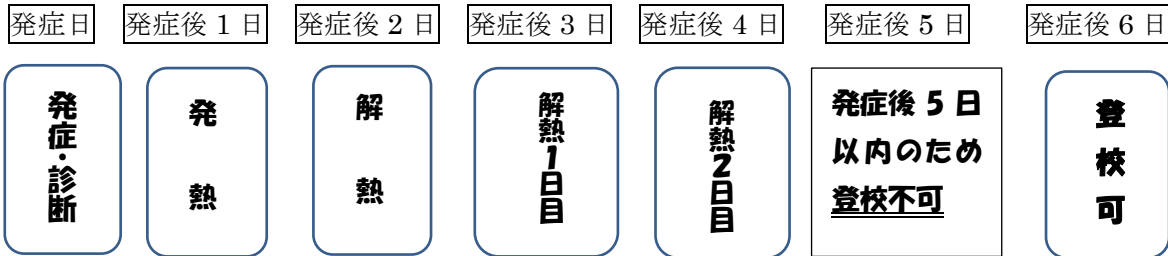 発症日
発症後 1 日
発症後 2 日
発症後 3 日
発症後 4 日
発症後 5 日
発症後 6 日
発症・診断
発熱
解熱
解熱1日目
解熱2日目
発症後 5 日
以内のため
登校不可
登校可